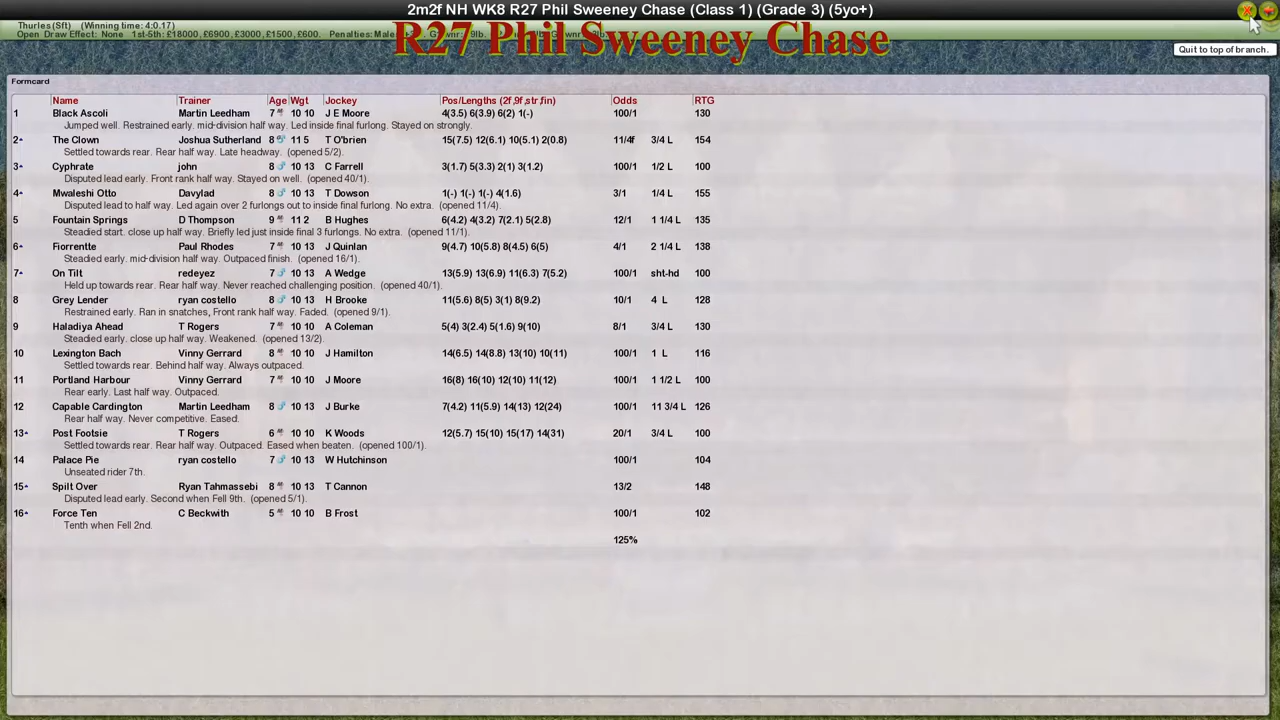 2m2f NH WK8 R27 Phil Sweeney Chase (Class 1) (Grade 3) (5yo+)
Thurles (Sft) (Winning time: 4:0.17)
Open Draw Effect: None 1st-5th: £18000, £6900, £3000, £1500, £600. Penalties: Male
R27 Phil Sweeney Chase
Quit to top of branch.
Formcard
Name Trainer Age Wgt Jockey Pos/Lengths (2f,9f,str,fin) Odds RTG
1 Black Ascoli Martin Leedham 7 10 10 J E Moore 4(3.5) 6(3.9) 6(2) 1(-) 100/1 130
Jumped well. Restrained early. mid-division half way. Led inside final furlong. Stayed on strongly.
2 The Clown Joshua Sutherland 8 11 5 T O'brien 15(7.5) 12(6.1) 10(5.1) 2(0.8) 11/4f 3/4 L 154
Settled towards rear. Rear half way. Late headway. (opened 5/2).
3 Cyphrate john 8 10 13 C Farrell 3(1.7) 5(3.3) 2(1) 3(1.2) 100/1 1/2 L 100
Disputed lead early. Front rank half way. Stayed on well. (opened 40/1).
4 Mwaleshi Otto Davylad 8 10 13 T Dowson 1(-) 1(-) 1(-) 4(1.6) 3/1 1/4 L 155
Disputed lead to half way. Led again over 2 furlongs out to inside final furlong. No extra. (opened 11/4).
5 Fountain Springs D Thompson 9 11 2 B Hughes 6(4.2) 4(3.2) 7(2.1) 5(2.8) 12/1 1 1/4 L 135
Steadied start. close up half way. Briefly led just inside final 3 furlongs. No extra. (opened 11/1).
6 Fiorrentte Paul Rhodes 7 10 13 J Quinlan 9(4.7) 10(5.8) 8(4.5) 6(5) 4/1 2 1/4 L 138
Steadied early. mid-division half way. Outpaced finish. (opened 16/1).
7 On Tilt redeyez 7 10 13 A Wedge 13(5.9) 13(6.9) 11(6.3) 7(5.2) 100/1 sht-hd 100
Held up towards rear. Rear half way. Never reached challenging position. (opened 40/1).
8 Grey Lender ryan costello 8 10 13 H Brooke 11(5.6) 8(5) 3(1) 8(9.2) 10/1 4 L 128
Restrained early. Ran in snatches, Front rank half way. Faded. (opened 9/1).
9 Haladiya Ahead T Rogers 7 10 10 A Coleman 5(4) 3(2.4) 5(1.6) 9(10) 8/1 3/4 L 130
Steadied early. close up half way. Weakened. (opened 13/2).
10 Lexington Bach Vinny Gerrard 8 10 10 J Hamilton 14(6.5) 14(8.8) 13(10) 10(11) 100/1 1 L 116
Settled towards rear. Behind half way. Always outpaced.
11 Portland Harbour Vinny Gerrard 7 10 10 J Moore 16(8) 16(10) 12(10) 11(12) 100/1 1 1/2 L 100
Rear early. Last half way. Outpaced.
12 Capable Cardington Martin Leedham 8 10 13 J Burke 7(4.2) 11(5.9) 14(13) 12(24) 100/1 11 3/4 L 126
Rear half way. Never competitive. Eased.
13 Post Footsie T Rogers 6 10 10 K Woods 12(5.7) 15(10) 15(17) 14(31) 20/1 3/4 L 100
Settled towards rear. Rear half way. Outpaced. Eased when beaten. (opened 100/1).
14 Palace Pie ryan costello 7 10 13 W Hutchinson 100/1 104
Unseated rider 7th.
15 Spilt Over Ryan Tahmassebi 8 10 13 T Cannon 13/2 148
Disputed lead early. Second when Fell 9th. (opened 5/1).
16 Force Ten C Beckwith 5 10 10 B Frost 100/1 102
Tenth when Fell 2nd.
125%